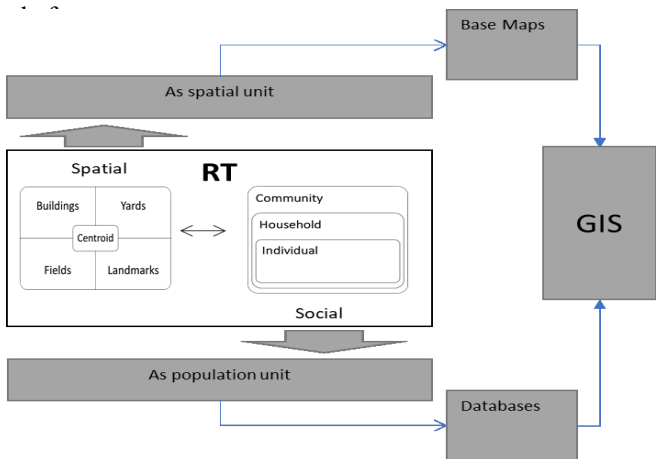 Base Maps
As spatial unit
Spatial
RT
Buildings
Yards
Centroid
Fields
Landmarks
Community
Household
Individual
Social
GIS
As population unit
Databases